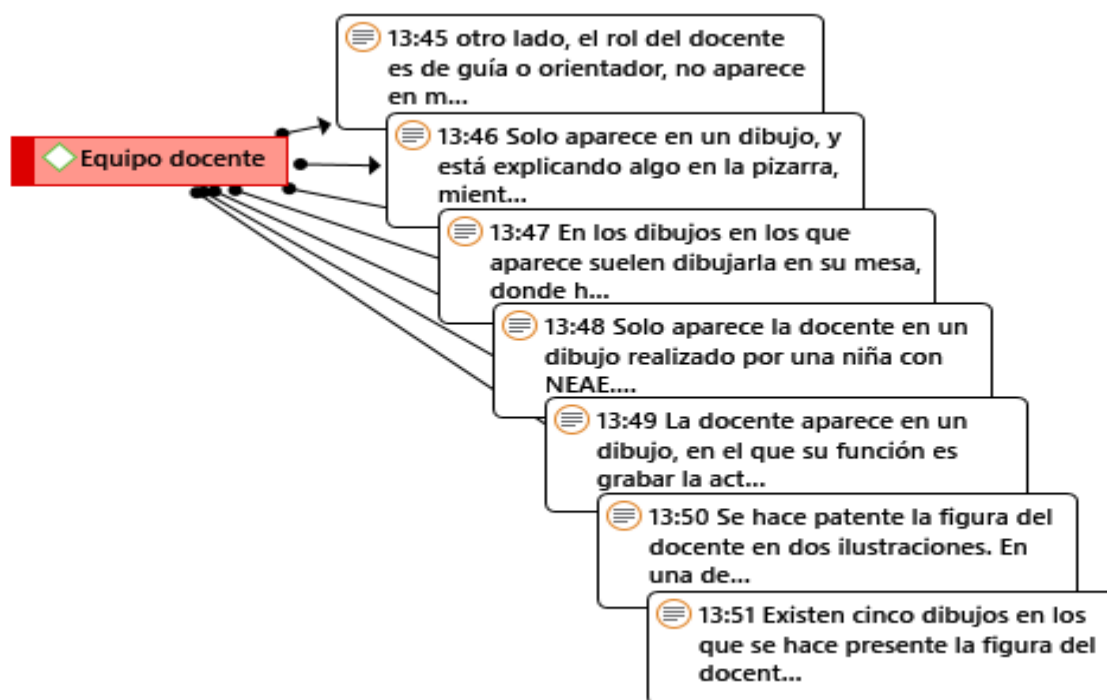 13:45 otro lado, el rol del docente
es de guía o orientador, no aparece
en m...
Equipo docente
13:46 Solo aparece en un dibujo, y
está explicando algo en la pizarra,
mient...
13:47 En los dibujos en los que
aparece suelen dibujarla en su mesa,
donde h...
13:48 Solo aparece la docente en un
dibujo realizado por una niña con
NEAE....
13:49 La docente aparece en un
dibujo, en el que su función es
grabar la act...
13:50 Se hace patente la figura del
docente en dos ilustraciones. En
una de...
13:51 Existen cinco dibujos en los
que se hace presente la figura del
docent...